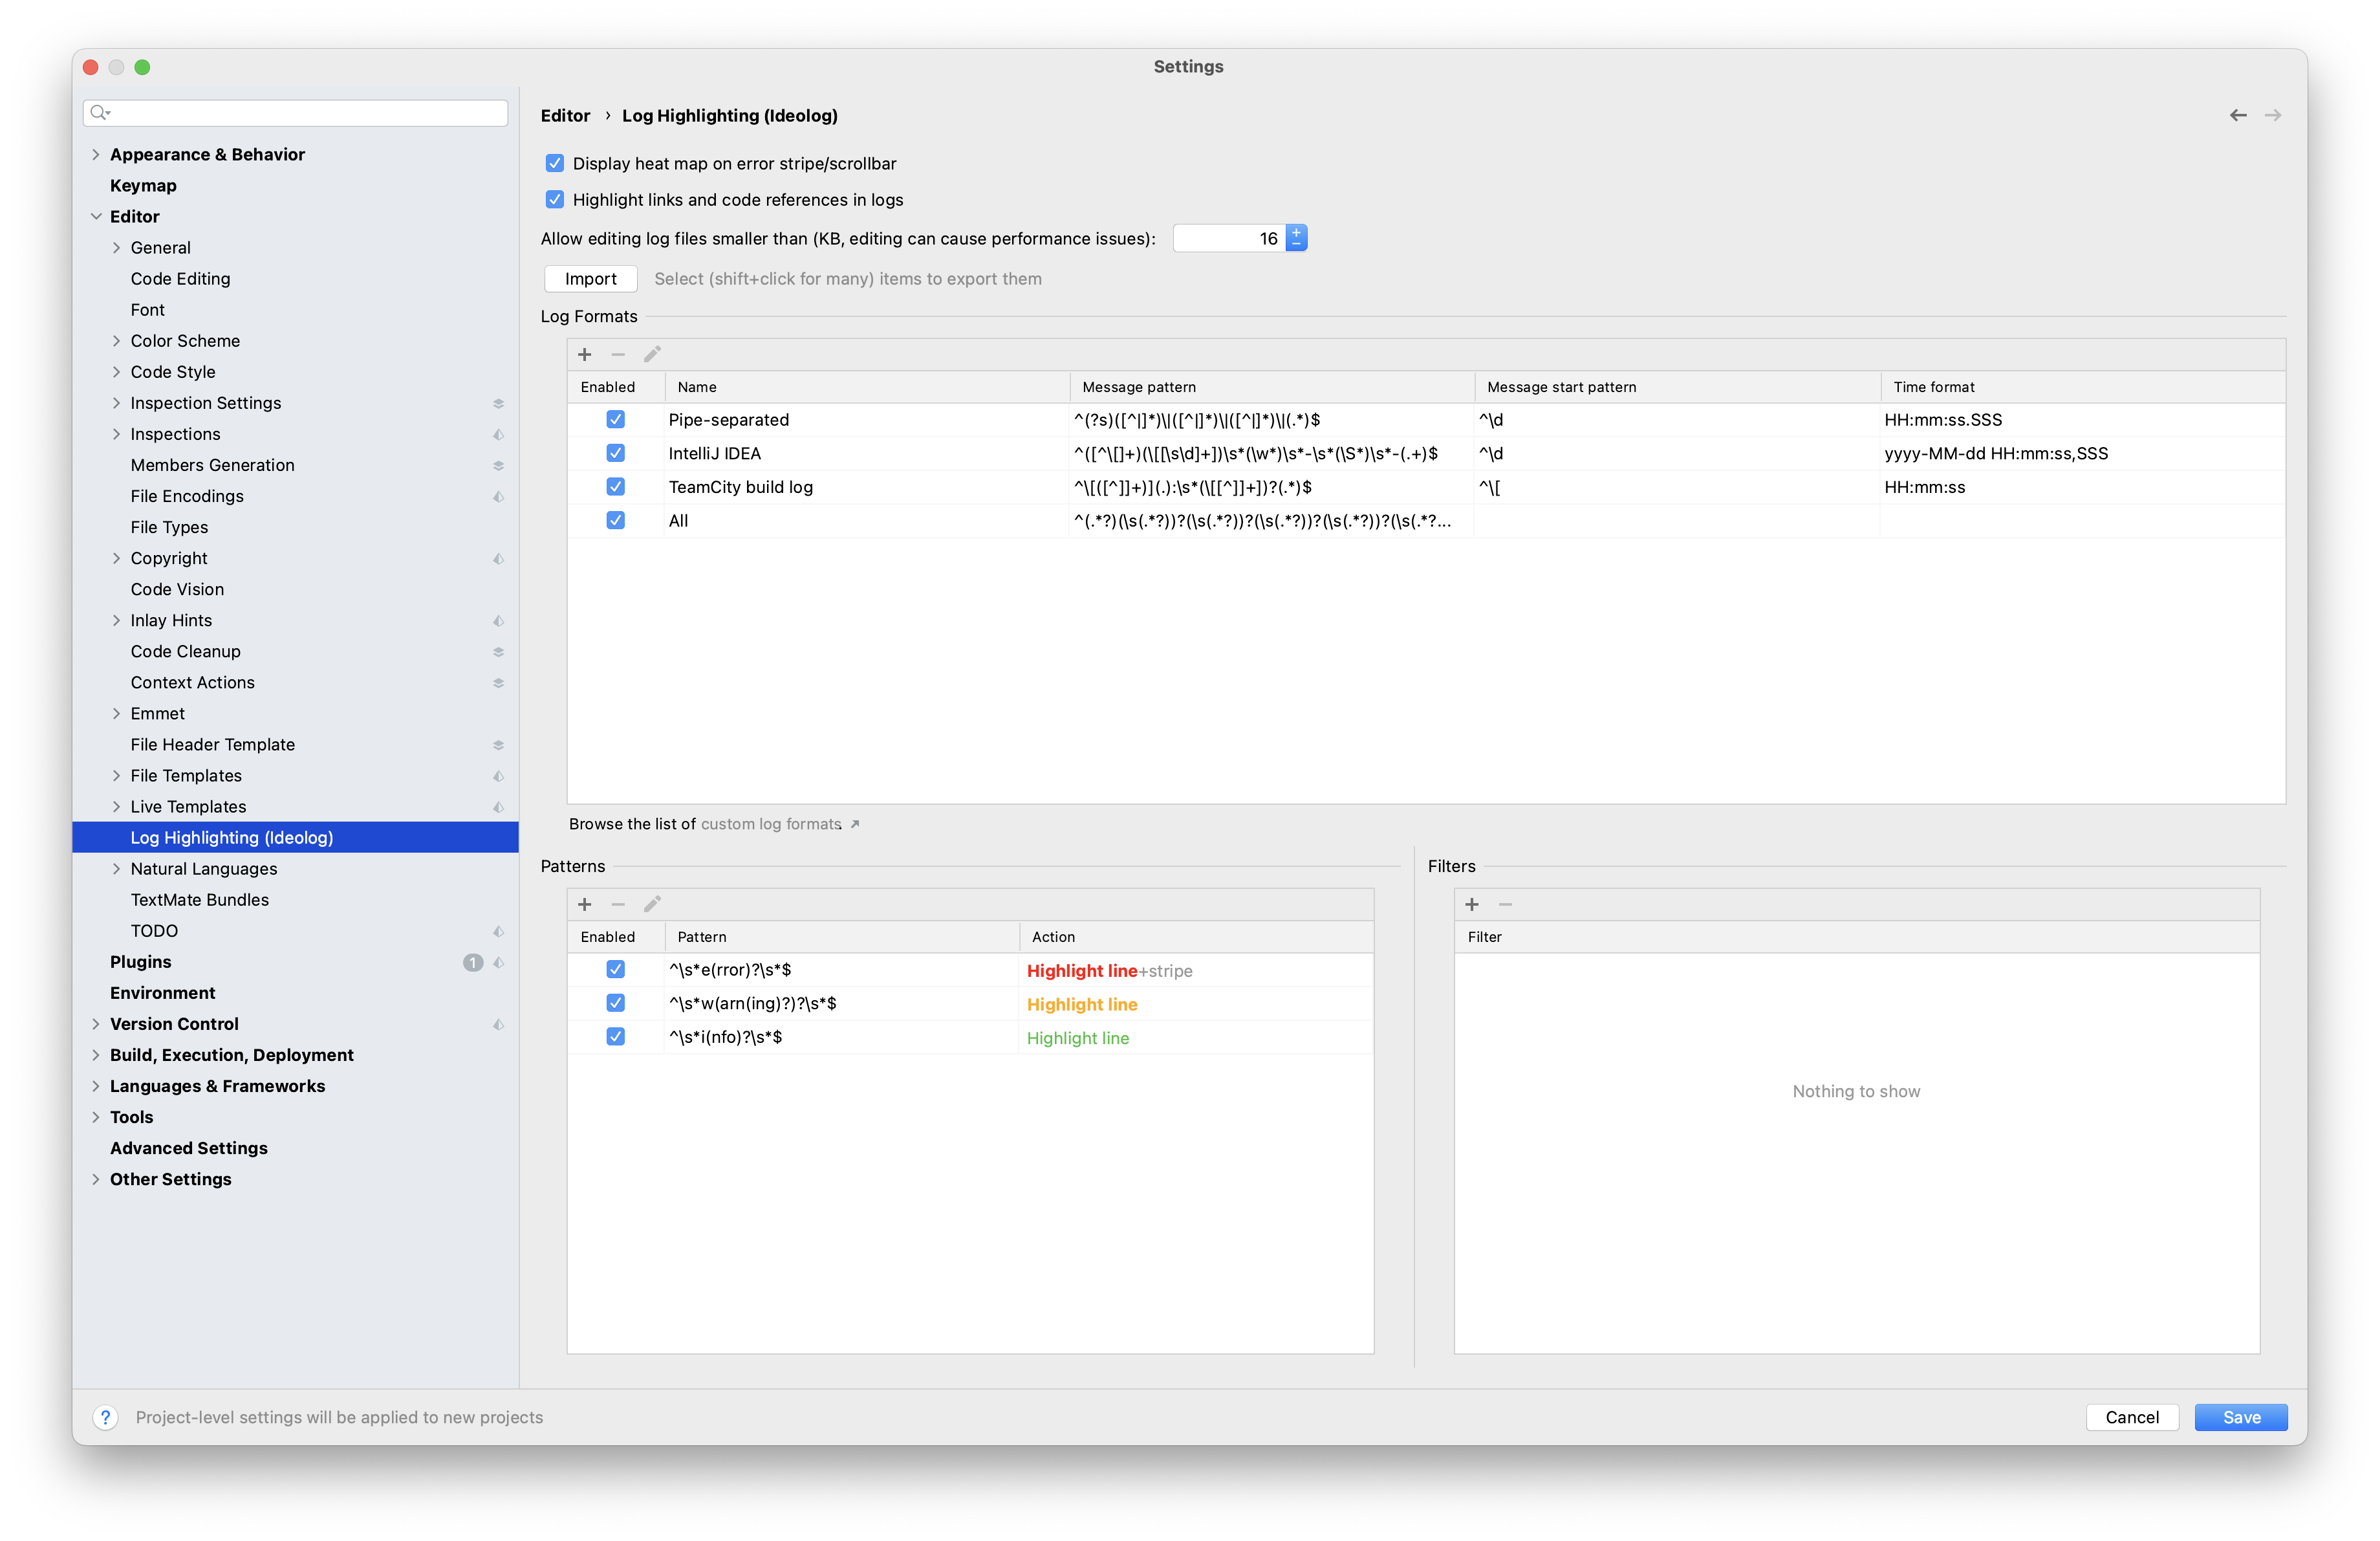 Settings
Appearance & Behavior
Keymap
Editor
General
Code Editing
Font
Color Scheme
Code Style
Inspection Settings
Inspections
Members Generation
File Encodings
File Types
Copyright
Code Vision
Inlay Hints
Code Cleanup
Context Actions
Emmet
File Header Template
File Templates
Live Templates
Log Highlighting (Ideolog)
Natural Languages
TextMate Bundles
TODO
Plugins 1
Environment
Version Control
Build, Execution, Deployment
Languages & Frameworks
Tools
Advanced Settings
Other Settings
Editor › Log Highlighting (Ideolog)
Display heat map on error stripe/scrollbar
Highlight links and code references in logs
Allow editing log files smaller than (KB, editing can cause performance issues): 16
Import Select (shift+click for many) items to export them
Log Formats
Enabled Name Message pattern Message start pattern Time format
Pipe-separated ^(?s)([^|]*)\|([^|]*)\|([^|]*)\|(.*)$ ^\d HH:mm:ss.SSS
IntelliJ IDEA ^([^\[]+)(\[[\s\d]+])\s*(\w*)\s*-\s*(\S*)\s*-(.+)$ ^\d yyyy-MM-dd HH:mm:ss,SSS
TeamCity build log ^\[([^]]+)](.):\s*(\[[^]]+])?(.*)$ ^\[ HH:mm:ss
All ^(.*?)(\s(.*?))?(\s(.*?))?(\s(.*?))?(\s(.*?))?(\s(.*?...
Browse the list of custom log formats.
Patterns
Enabled Pattern Action
^\s*e(rror)?\s*$ Highlight line+stripe
^\s*w(arn(ing)?)?\s*$ Highlight line
^\s*i(nfo)?\s*$ Highlight line
Filters
Filter
Nothing to show
? Project-level settings will be applied to new projects
Cancel Save